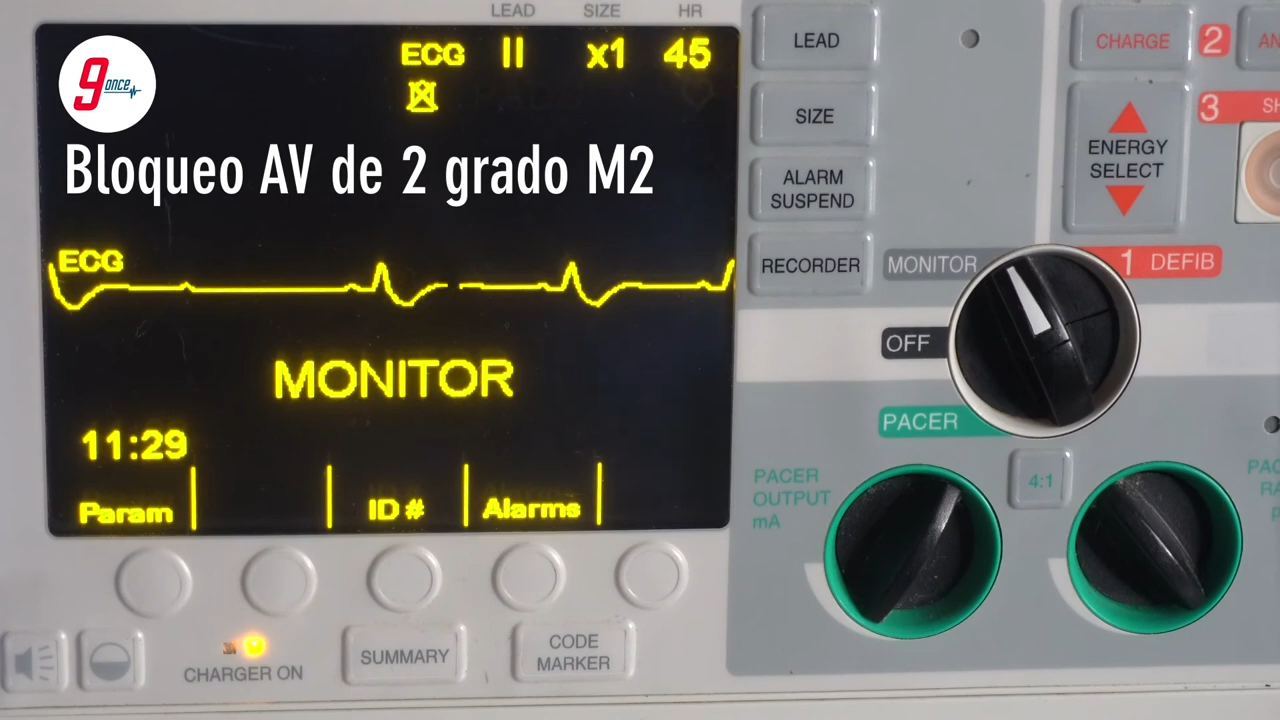 LEAD SIZE HR
ECG II x1 45
9once
Bloqueo AV de 2 grado M2
ECG
MONITOR
11:29
Param
ID #
Alarms
CHARGER ON
SUMMARY
CODE
MARKER
LEAD
SIZE
ALARM
SUSPEND
RECORDER
CHARGE
2
ENERGY
SELECT
3
MONITOR
1 DEFIB
OFF
PACER
PACER
OUTPUT
mA
4:1